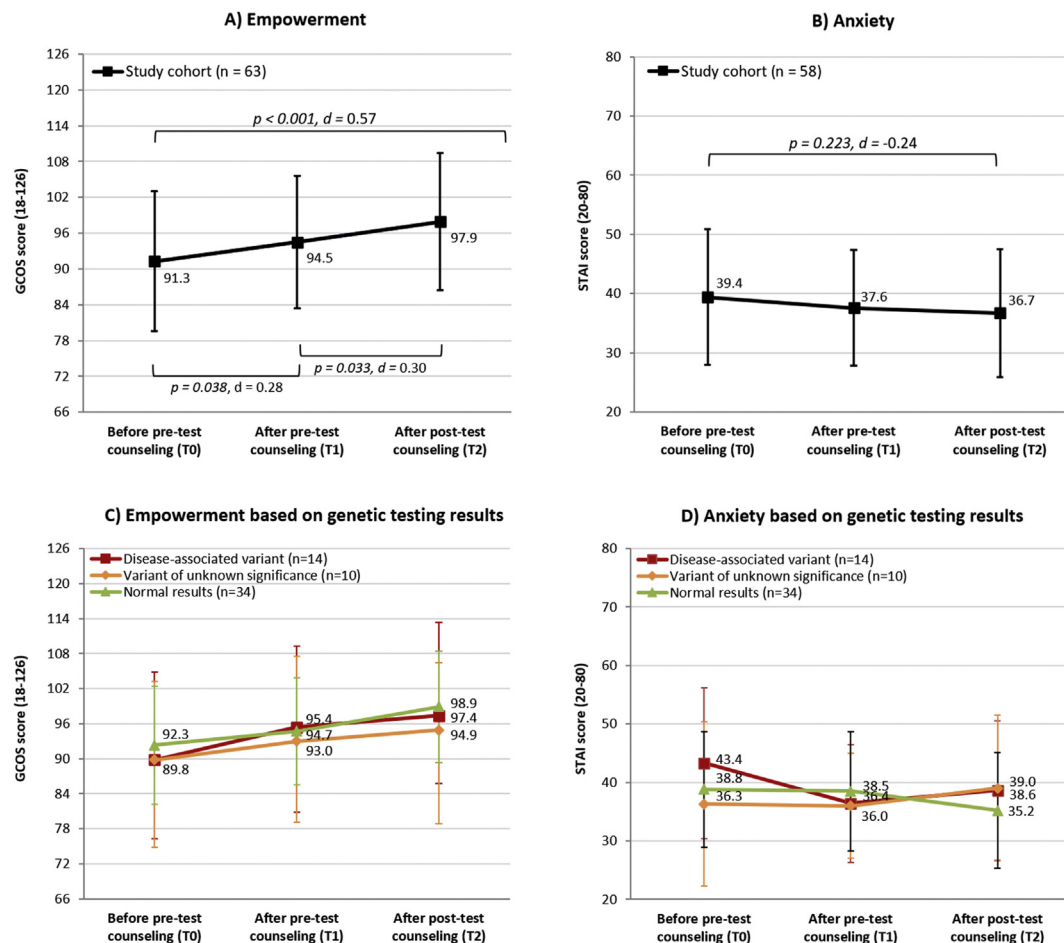 A) Empowerment
126
120
114
108
102
96
90
84
78
72
66
GCOS score (18-126)
Study cohort (n = 63)
p < 0.001, d = 0.57
91.3
94.5
97.9
p = 0.038, d = 0.28
p = 0.033, d = 0.30
Before pre-test
counseling (T0)
After pre-test
counseling (T1)
After post-test
counseling (T2)
B) Anxiety
80
70
60
50
40
30
20
STAI score (20-80)
Study cohort (n = 58)
p = 0.223, d = -0.24
39.4
37.6
36.7
Before pre-test
counseling (T0)
After pre-test
counseling (T1)
After post-test
counseling (T2)
C) Empowerment based on genetic testing results
126
120
114
108
102
96
90
84
78
72
66
GCOS score (18-126)
Disease-associated variant (n=14)
Variant of unknown significance (n=10)
Normal results (n=34)
92.3
89.8
95.4
94.7
93.0
98.9
97.4
94.9
Before pre-test
counseling (T0)
After pre-test
counseling (T1)
After post-test
counseling (T2)
D) Anxiety based on genetic testing results
80
70
60
50
40
30
20
STAI score (20-80)
Disease-associated variant (n=14)
Variant of unknown significance (n=10)
Normal results (n=34)
43.4
38.8
36.3
38.5
36.4
36.0
39.0
38.6
35.2
Before pre-test
counseling (T0)
After pre-test
counseling (T1)
After post-test
counseling (T2)